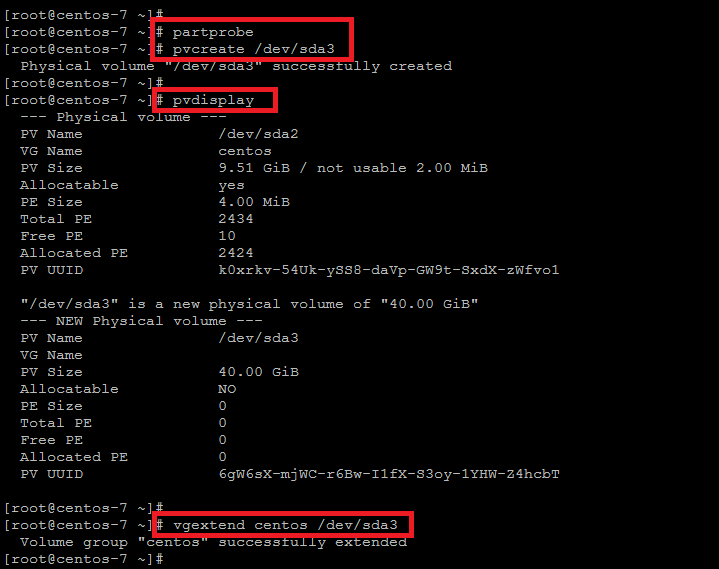 [root@centos-7 ~]#
[root@centos-7 ~]# partprobe
[root@centos-7 ~]# pvcreate /dev/sda3
  Physical volume "/dev/sda3" successfully created
[root@centos-7 ~]#
[root@centos-7 ~]# pvdisplay
  --- Physical volume ---
  PV Name               /dev/sda2
  VG Name               centos
  PV Size               9.51 GiB / not usable 2.00 MiB
  Allocatable           yes
  PE Size               4.00 MiB
  Total PE              2434
  Free PE               10
  Allocated PE          2424
  PV UUID               k0xrkv-54Uk-ySS8-daVp-GW9t-SxdX-zWfvo1

  "/dev/sda3" is a new physical volume of "40.00 GiB"
  --- NEW Physical volume ---
  PV Name               /dev/sda3
  VG Name
  PV Size               40.00 GiB
  Allocatable           NO
  PE Size               0
  Total PE              0
  Free PE               0
  Allocated PE          0
  PV UUID               6gW6sX-mjWC-r6Bw-I1fX-S3oy-1YHW-Z4hcbT

[root@centos-7 ~]#
[root@centos-7 ~]# vgextend centos /dev/sda3
  Volume group "centos" successfully extended
[root@centos-7 ~]#